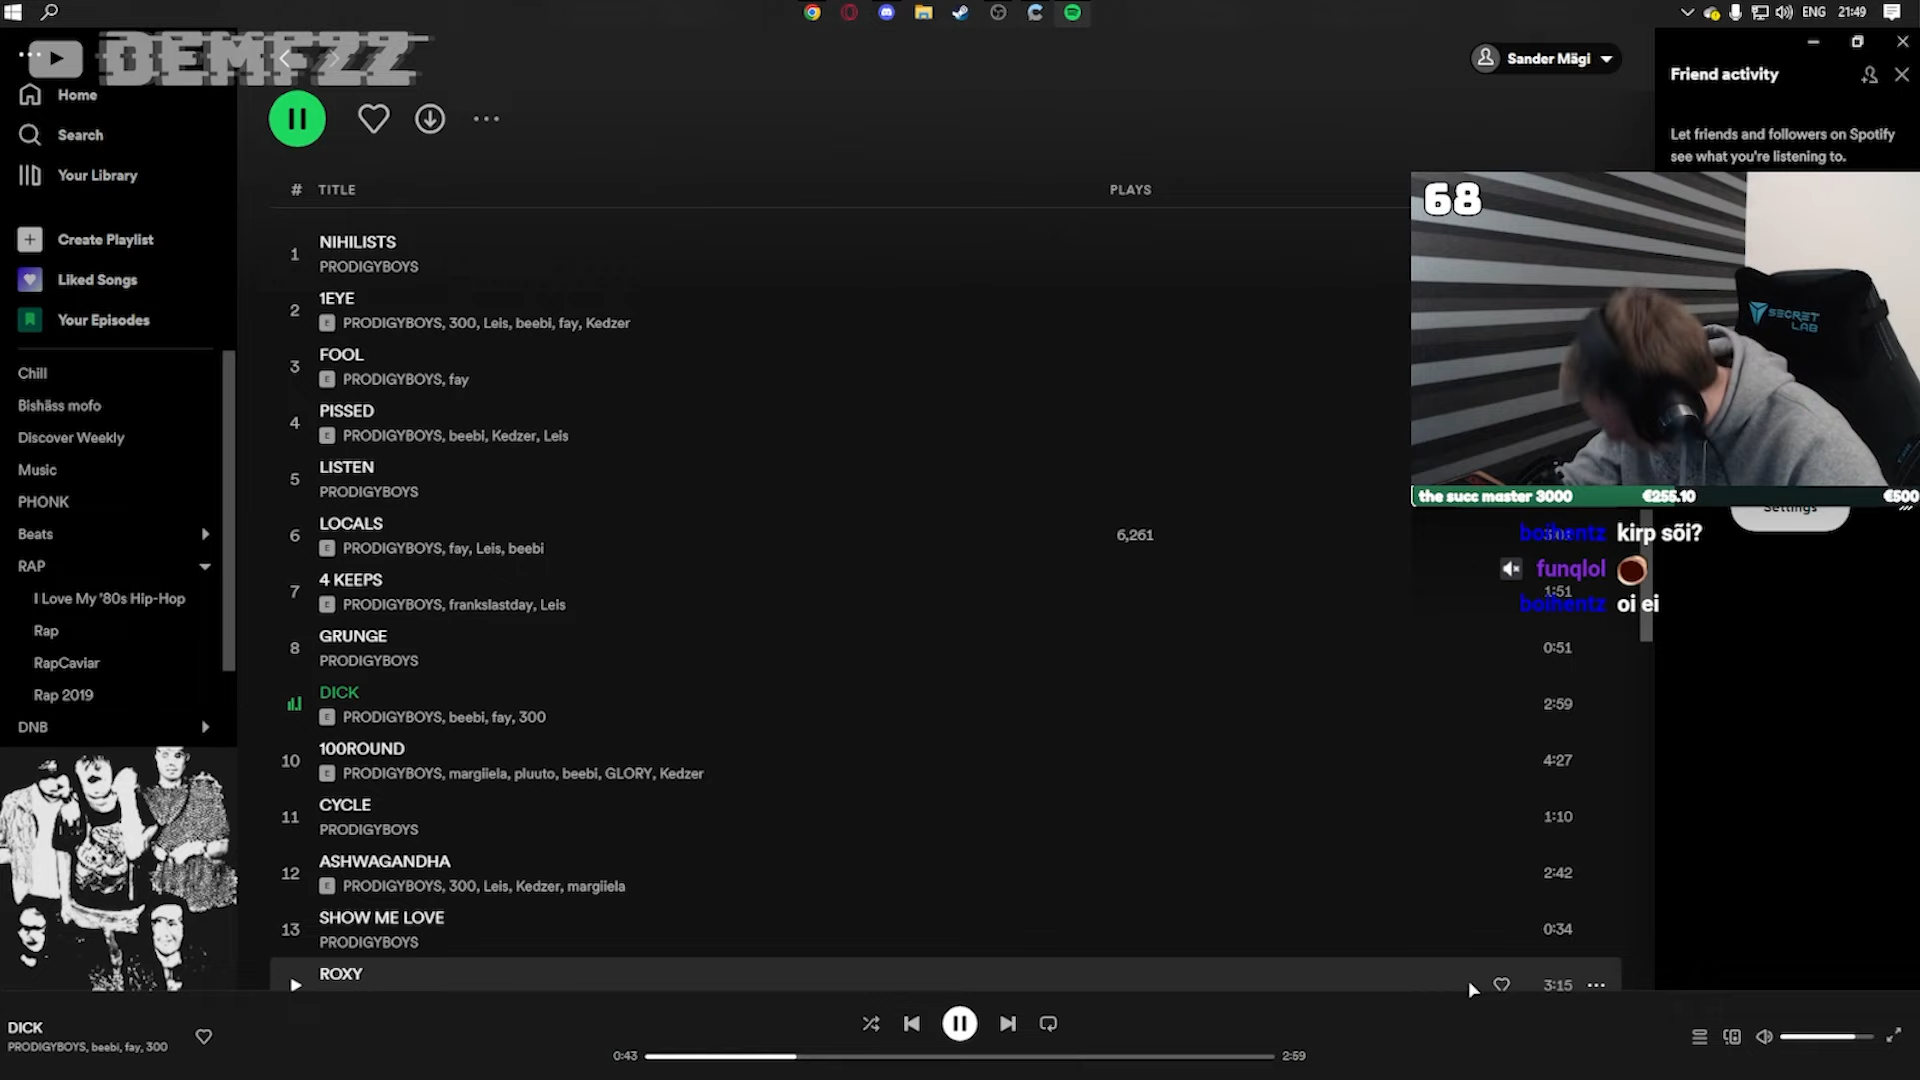 ENG 21:49
DEMFZZ
Sander Mägi
Friend activity
Home
Search
Your Library
Let friends and followers on Spotify
see what you're listening to.
Create Playlist
Liked Songs
Your Episodes
Chill
Bishäss mofo
Discover Weekly
Music
PHONK
Beats
RAP
I Love My '80s Hip-Hop
Rap
RapCaviar
Rap 2019
DNB
# TITLE PLAYS
1 NIHILISTS
PRODIGYBOYS
2 1EYE
E PRODIGYBOYS, 300, Leis, beebi, fay, Kedzer
3 FOOL
E PRODIGYBOYS, fay
4 PISSED
E PRODIGYBOYS, beebi, Kedzer, Leis
5 LISTEN
PRODIGYBOYS
6 LOCALS 6,261
E PRODIGYBOYS, fay, Leis, beebi
7 4 KEEPS 1:51
E PRODIGYBOYS, frankslastday, Leis
8 GRUNGE 0:51
PRODIGYBOYS
DICK 2:59
E PRODIGYBOYS, beebi, fay, 300
10 100ROUND 4:27
E PRODIGYBOYS, margiiela, pluuto, beebi, GLORY, Kedzer
11 CYCLE 1:10
PRODIGYBOYS
12 ASHWAGANDHA 2:42
E PRODIGYBOYS, 300, Leis, Kedzer, margiiela
13 SHOW ME LOVE 0:34
PRODIGYBOYS
ROXY 3:15
68
SECRET
LAB
the succ master 3000 €255.10 €500
Settings
boihentz kirp sõi?
funqlol
boihentz oi ei
DICK
PRODIGYBOYS, beebi, fay, 300
0:43 2:59